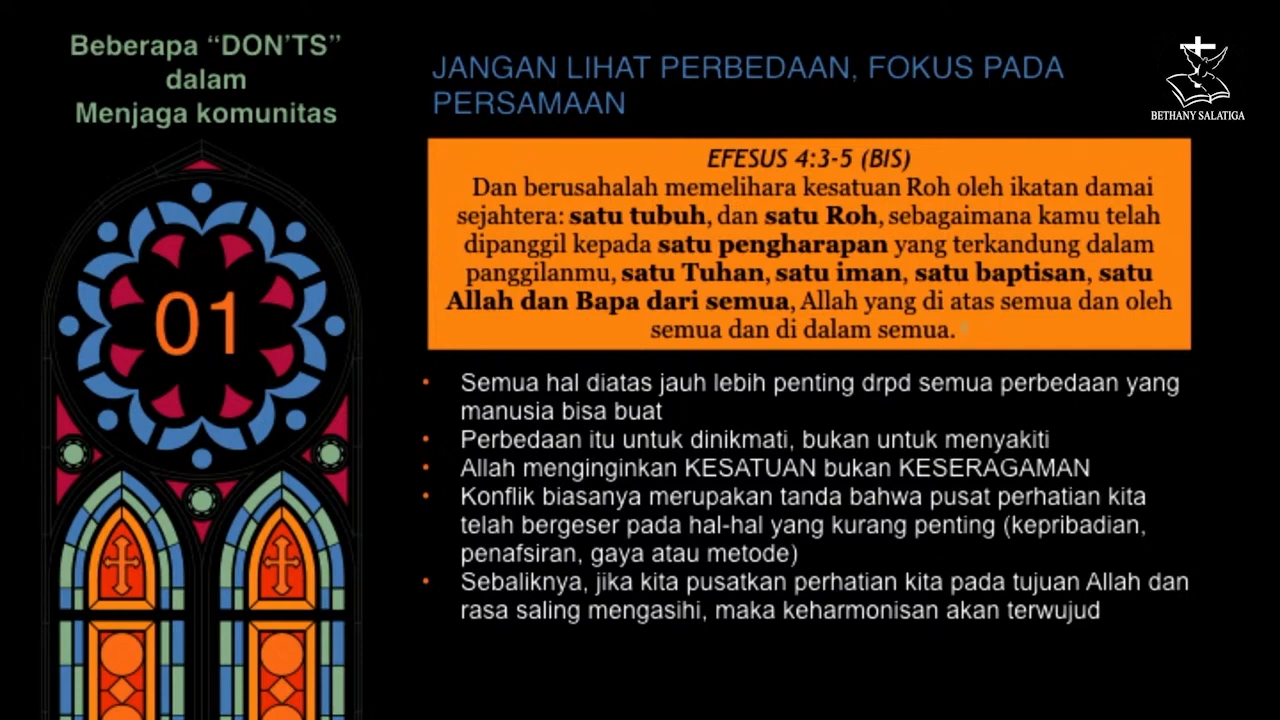 Beberapa “DON’TS”
dalam
Menjaga komunitas
01
JANGAN LIHAT PERBEDAAN, FOKUS PADA
PERSAMAAN
BETHANY SALATIGA
EFESUS 4:3-5 (BIS)
Dan berusahalah memelihara kesatuan Roh oleh ikatan damai
sejahtera: satu tubuh, dan satu Roh, sebagaimana kamu telah
dipanggil kepada satu pengharapan yang terkandung dalam
panggilanmu, satu Tuhan, satu iman, satu baptisan, satu
Allah dan Bapa dari semua, Allah yang di atas semua dan oleh
semua dan di dalam semua.
• Semua hal diatas jauh lebih penting drpd semua perbedaan yang
manusia bisa buat
• Perbedaan itu untuk dinikmati, bukan untuk menyakiti
• Allah menginginkan KESATUAN bukan KESERAGAMAN
• Konflik biasanya merupakan tanda bahwa pusat perhatian kita
telah bergeser pada hal-hal yang kurang penting (kepribadian,
penafsiran, gaya atau metode)
• Sebaliknya, jika kita pusatkan perhatian kita pada tujuan Allah dan
rasa saling mengasihi, maka keharmonisan akan terwujud